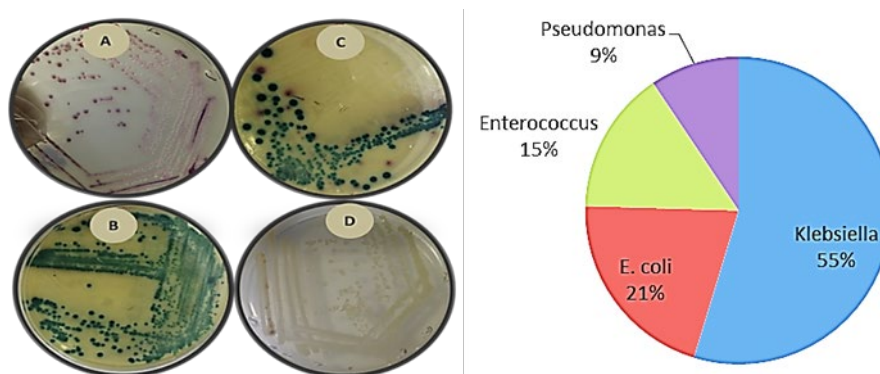 A
C
B
D
Pseudomonas
9%
Enterococcus
15%
Klebsiella
55%
E. coli
21%